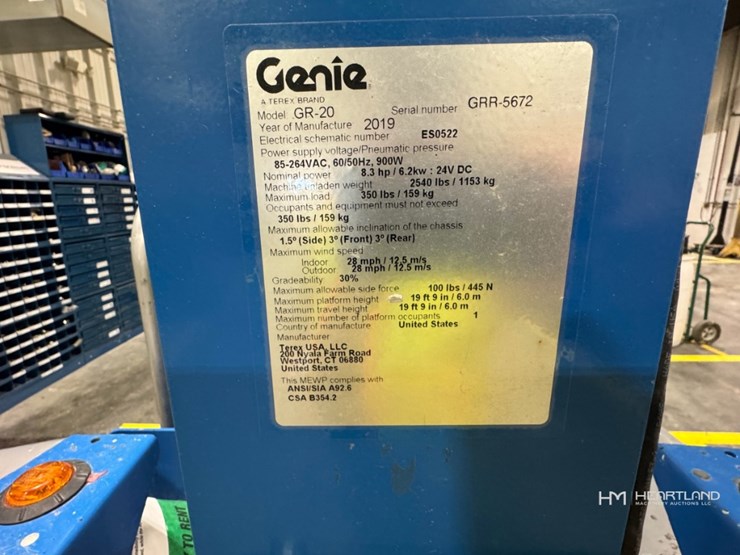 Genie
A TEREX BRAND
Model GR-20 Serial number GRR-5672
Year of Manufacture 2019
Electrical schematic number ES0522
Power supply voltage/Pneumatic pressure
85-264VAC, 60/50Hz, 900W
Nominal power 8.3 hp / 6.2kw : 24V DC
Machine unladen weight 2540 lbs / 1153 kg
Maximum load 350 lbs / 159 kg
Occupants and equipment must not exceed
350 lbs / 159 kg
Maximum allowable inclination of the chassis
1.5° (Side) 3° (Front) 3° (Rear)
Maximum wind speed
Indoor 28 mph / 12.5 m/s
Outdoor 28 mph / 12.5 m/s
Gradeability 30%
Maximum allowable side force 100 lbs / 445 N
Maximum platform height 19 ft 9 in / 6.0 m
Maximum travel height 19 ft 9 in / 6.0 m
Maximum number of platform occupants 1
Country of manufacture United States
Manufacturer
Terex USA, LLC
200 Nyala Farm Road
Westport, CT 06880
United States
This MEWP complies with
ANSI/SIA A92.6
CSA B354.2
TO RENT
HM HEARTLAND
MACHINERY AUCTIONS LLC